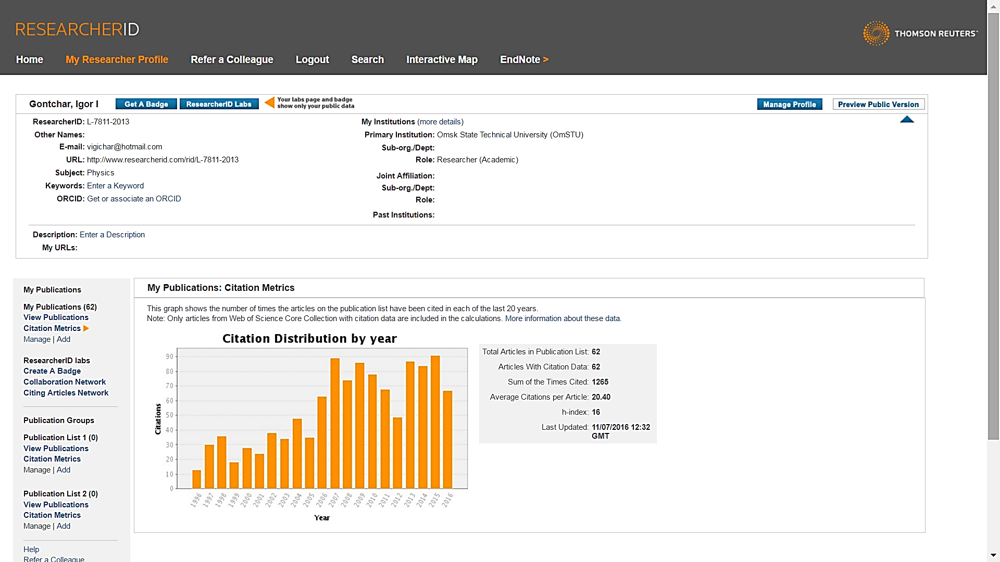 RESEARCHERID
THOMSON REUTERS™
Home My Researcher Profile Refer a Colleague Logout Search Interactive Map EndNote >
Gontchar, Igor I Get A Badge ResearcherID Labs Your labs page and badge
show only your public data
Manage Profile Preview Public Version
ResearcherID: L-7811-2013
Other Names:
E-mail: vigichar@hotmail.com
URL: http://www.researcherid.com/rid/L-7811-2013
Subject: Physics
Keywords: Enter a Keyword
ORCID: Get or associate an ORCID
My Institutions (more details)
Primary Institution: Omsk State Technical University (OmSTU)
Sub-org./Dept:
Role: Researcher (Academic)
Joint Affiliation:
Sub-org./Dept:
Role:
Past Institutions:
Description: Enter a Description
My URLs:
My Publications
My Publications (62)
View Publications
Citation Metrics
Manage | Add
ResearcherID labs
Create A Badge
Collaboration Network
Citing Articles Network
Publication Groups
Publication List 1 (0)
View Publications
Citation Metrics
Manage | Add
Publication List 2 (0)
View Publications
Citation Metrics
Manage | Add
Help
Refer a Colleague
My Publications: Citation Metrics
This graph shows the number of times the articles on the publication list have been cited in each of the last 20 years.
Note: Only articles from Web of Science Core Collection with citation data are included in the calculations. More information about these data.
Citation Distribution by year
Citations
90
80
70
60
50
40
30
20
10
0
1996 1997 1998 1999 2000 2001 2002 2003 2004 2005 2006 2007 2008 2009 2010 2011 2012 2013 2014 2015 2016
Year
Total Articles in Publication List: 62
Articles With Citation Data: 62
Sum of the Times Cited: 1265
Average Citations per Article: 20.40
h-index: 16
Last Updated: 11/07/2016 12:32
GMT